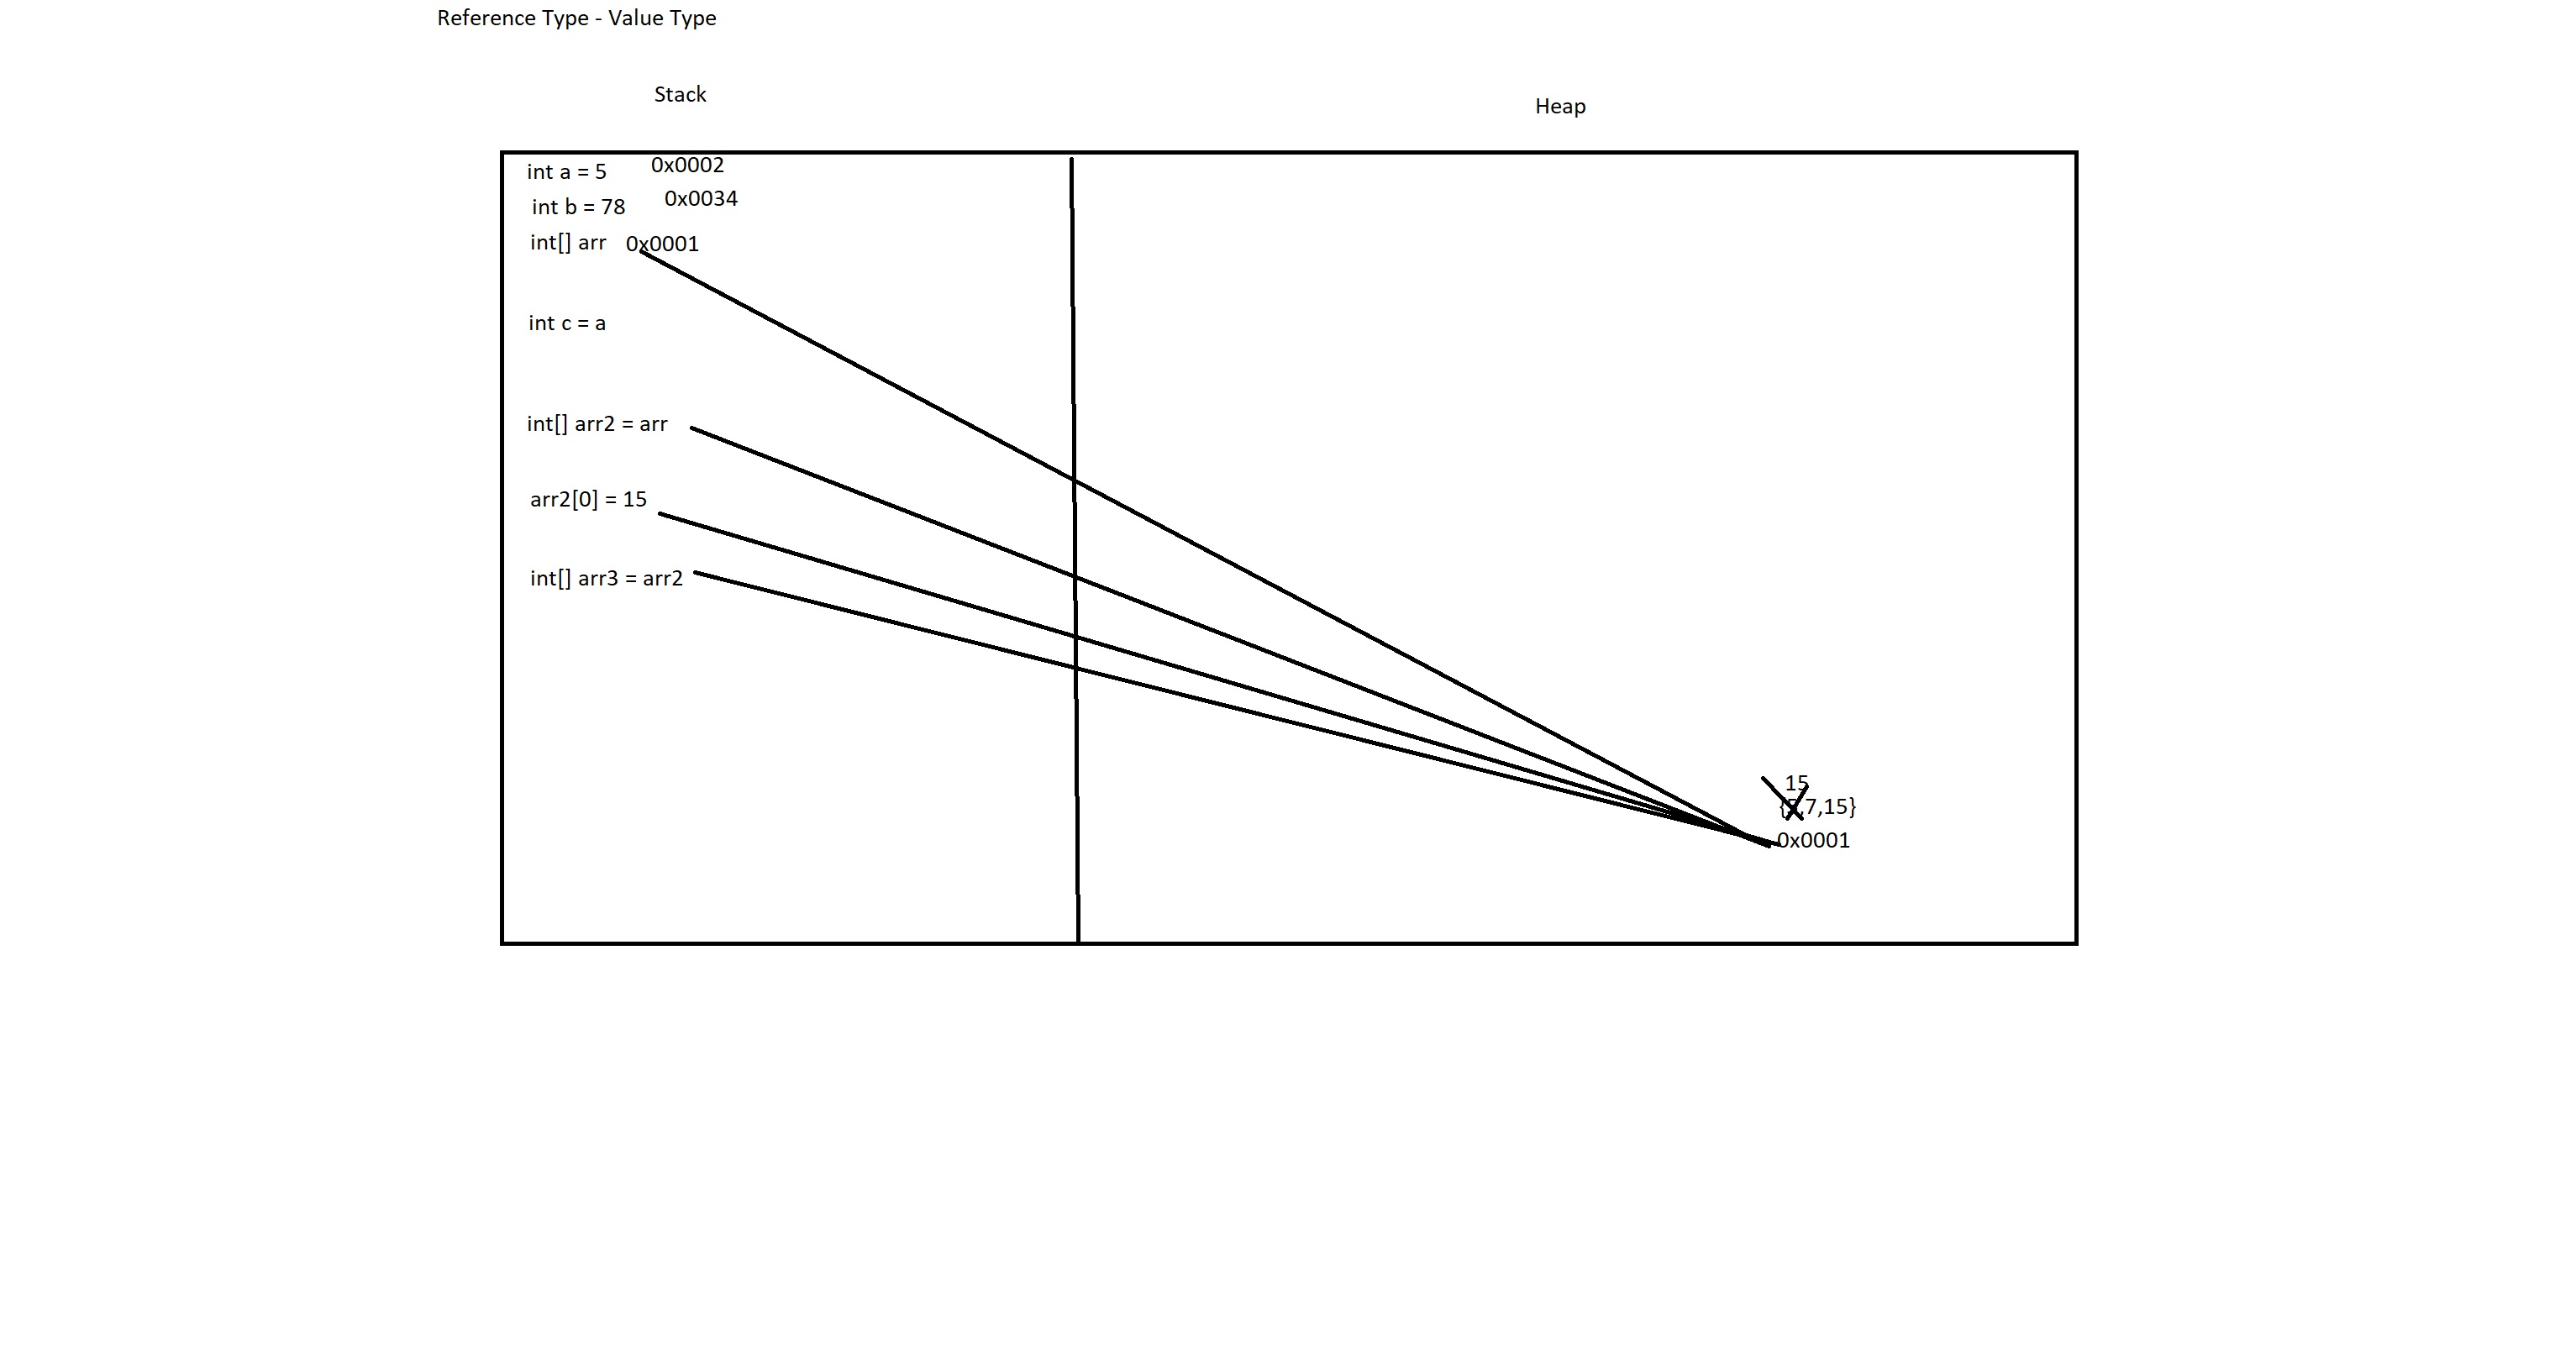 Reference Type - Value Type
Stack
Heap
int a = 5 0x0002
int b = 78 0x0034
int[] arr 0x0001
int c = a
int[] arr2 = arr
arr2[0] = 15
int[] arr3 = arr2
15
{ ,7,15}
0x0001